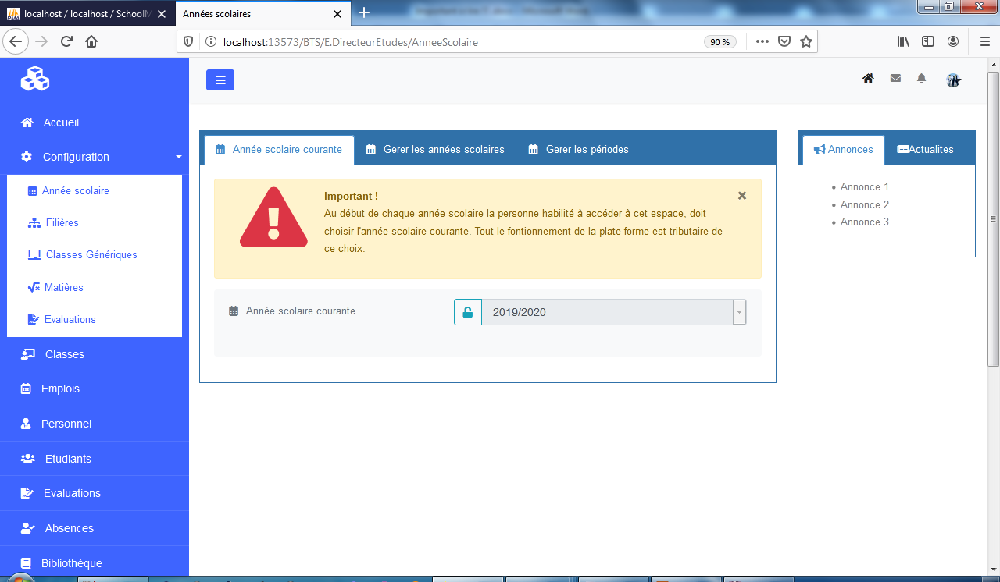 localhost / localhost / SchoolM
Années scolaires
localhost:13573/BTS/E.DirecteurEtudes/AnneeScolaire
90 %
Accueil
Configuration
Année scolaire
Filières
Classes Génériques
Matières
Evaluations
Classes
Emplois
Personnel
Etudiants
Evaluations
Absences
Bibliothèque
Année scolaire courante
Gerer les années scolaires
Gerer les périodes
Important !
Au début de chaque année scolaire la personne habilité à accéder à cet espace, doit
choisir l'année scolaire courante. Tout le fontionnement de la plate-forme est tributaire de
ce choix.
Année scolaire courante
2019/2020
Annonces
Actualites
Annonce 1
Annonce 2
Annonce 3